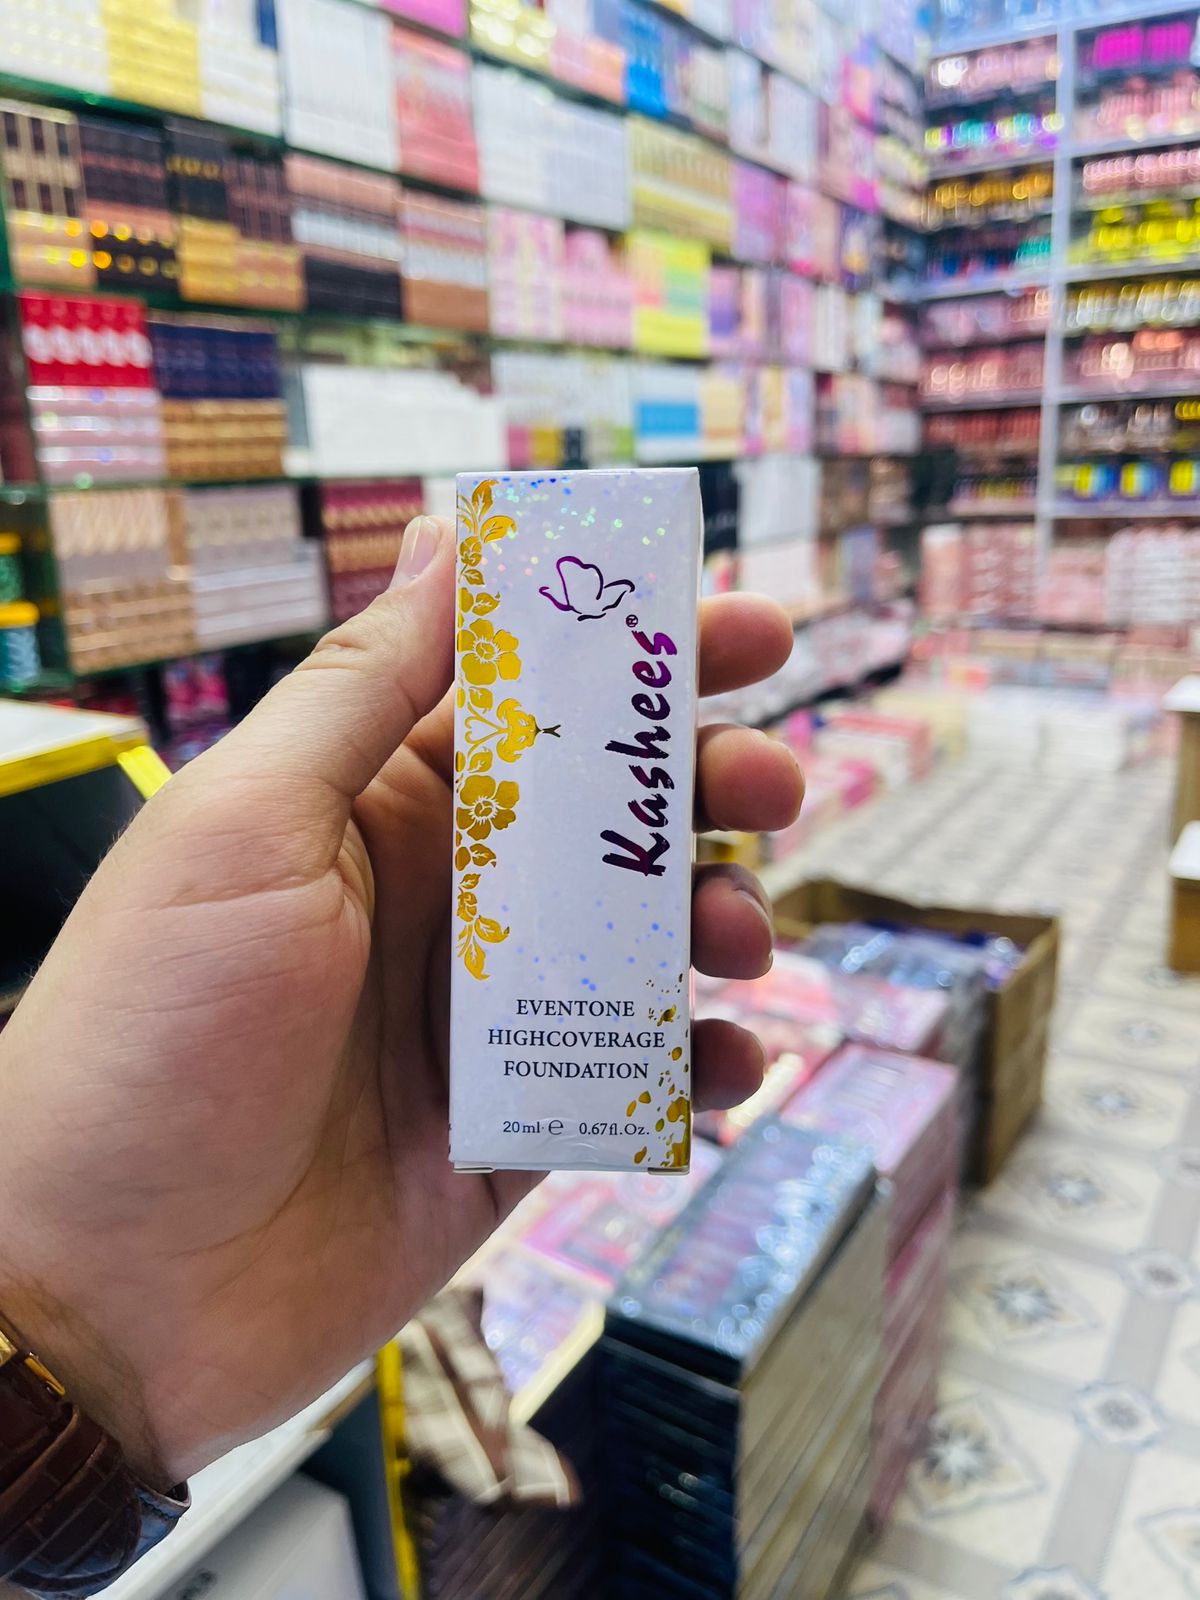 Kashees®
EVENTONE
HIGHCOVERAGE
FOUNDATION
20ml ℮ 0.67fl.Oz.